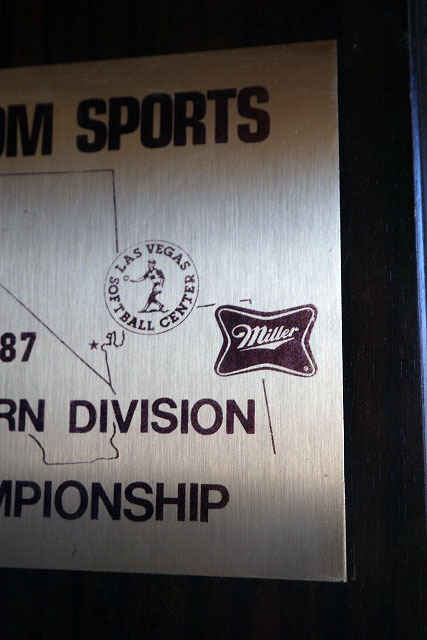 OM SPORTS
LAS VEGAS
SOFTBALL CENTER
Miller
87
RN DIVISION
MPIONSHIP